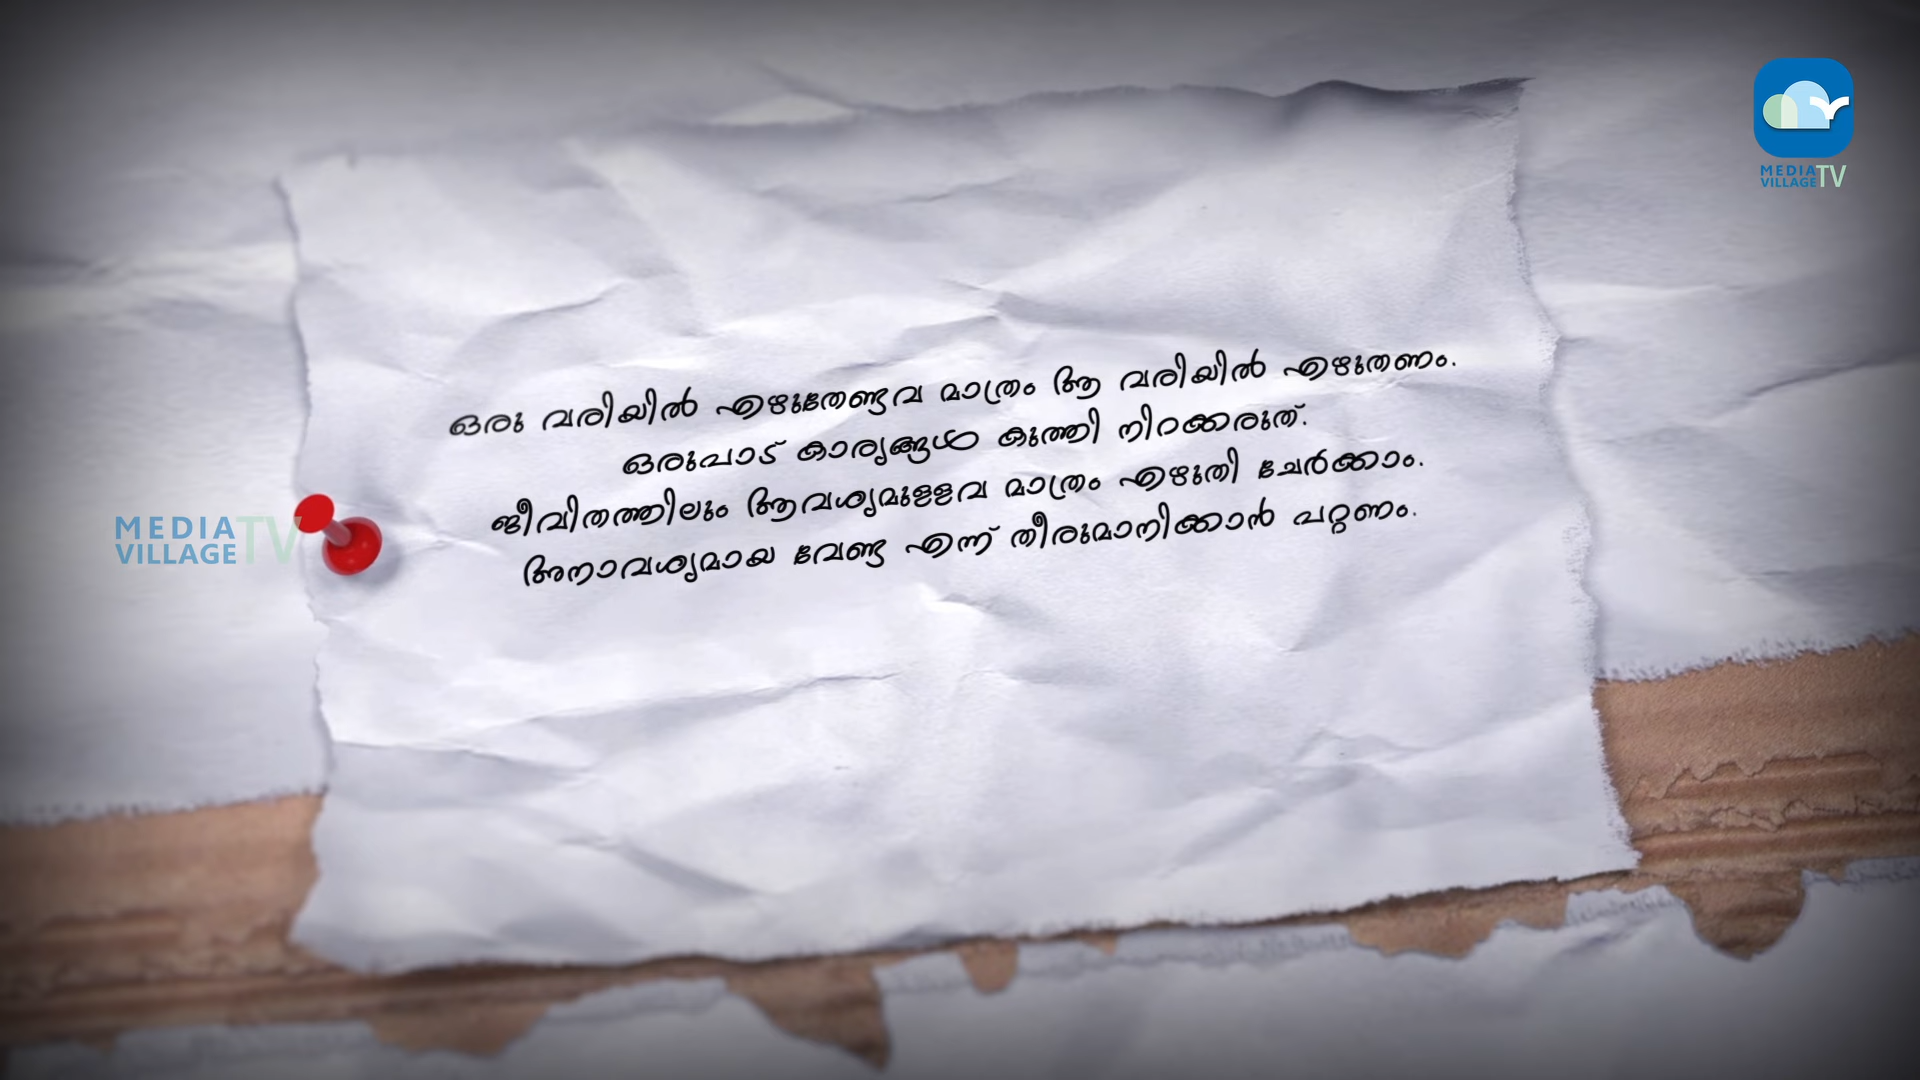 MEDIA
VILLAGE TV
ഒരു വരിയിൽ എഴുതേണ്ടവ മാത്രം ആ വരിയിൽ എഴുതണം.
ഒരുപാട് കാര്യങ്ങൾ കുത്തി നിറക്കരുത്.
ജീവിതത്തിലും ആവശ്യമുള്ളവ മാത്രം എഴുതി ചേർക്കാം.
അനാവശ്യമായ വേണ്ട എന്ന് തീരുമാനിക്കാൻ പറ്റണം.
MEDIA
VILLAGE TV